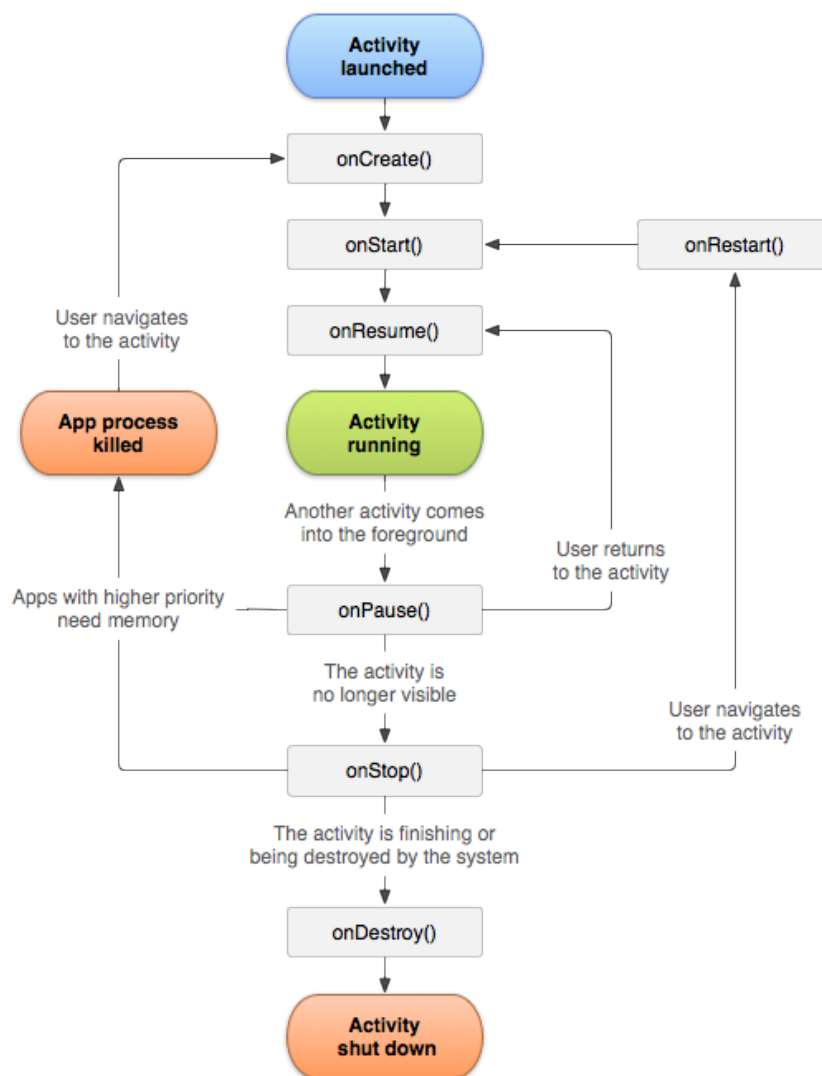 Activity
launched
onCreate()
onStart()
onRestart()
User navigates
to the activity
onResume()
App process
killed
Activity
running
Another activity comes
into the foreground
User returns
to the activity
Apps with higher priority
need memory
onPause()
The activity is
no longer visible
User navigates
to the activity
onStop()
The activity is finishing or
being destroyed by the system
onDestroy()
Activity
shut down